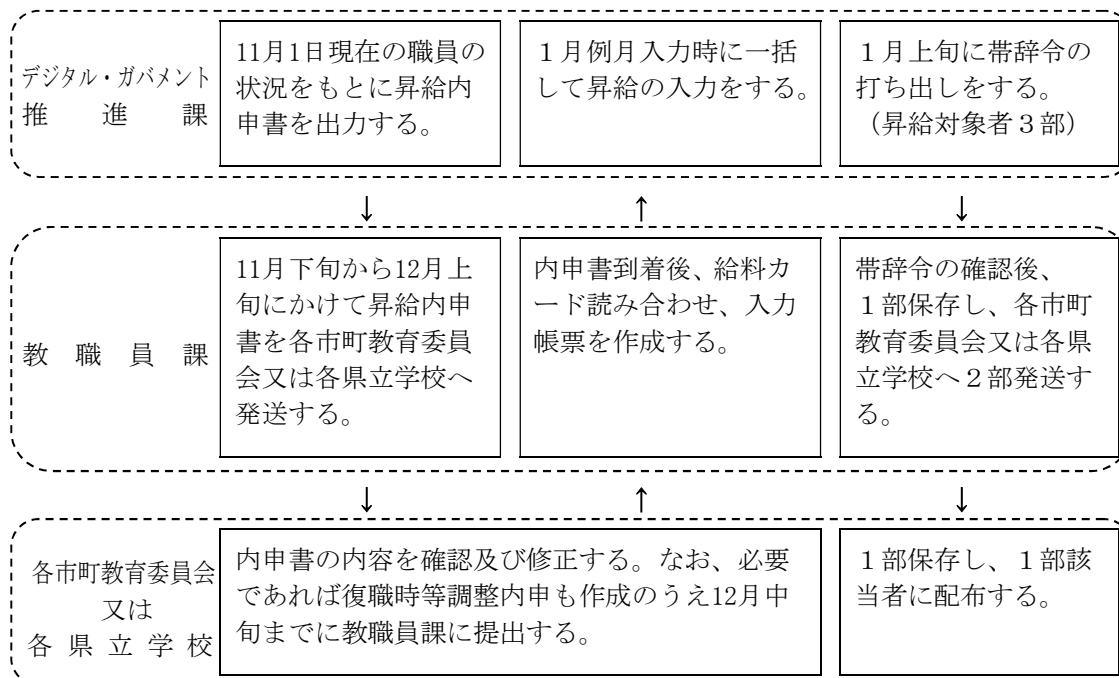 デジタル・ガバメント
推進課
11月1日現在の職員の
状況をもとに昇給内
申書を出力する。
１月例月入力時に一括
して昇給の入力をする。
１月上旬に帯辞令の
打ち出しをする。
（昇給対象者３部）
↓
↑
↓
教職員課
11月下旬から12月上
旬にかけて昇給内申
書を各市町教育委員
会又は各県立学校へ
発送する。
内申書到着後、給料カ
ード読み合わせ、入力
帳票を作成する。
帯辞令の確認後、
１部保存し、各市町
教育委員会又は各県
立学校へ２部発送す
る。
↓
↑
↓
各市町教育委員会
又は
各県立学校
内申書の内容を確認及び修正する。なお、必要
であれば復職時等調整内申も作成のうえ12月中
旬までに教職員課に提出する。
１部保存し、１部該
当者に配布する。